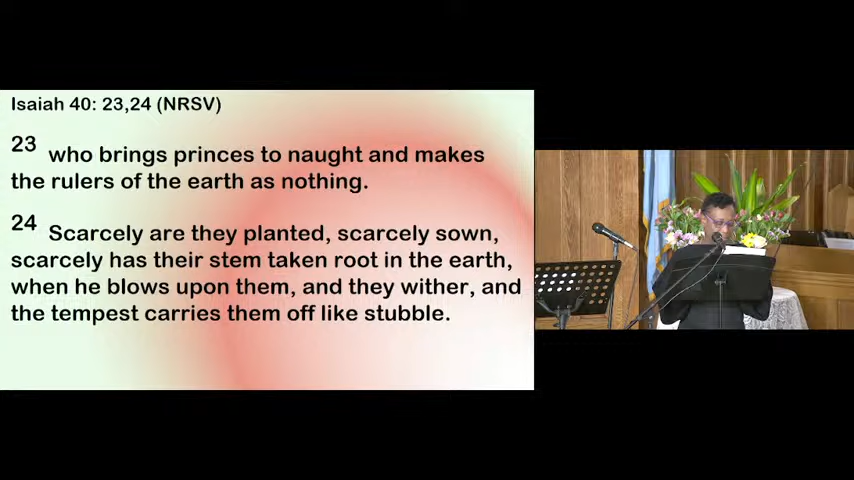 Isaiah 40: 23,24 (NRSV)
23 who brings princes to naught and makes
the rulers of the earth as nothing.
24 Scarcely are they planted, scarcely sown,
scarcely has their stem taken root in the earth,
when he blows upon them, and they wither, and
the tempest carries them off like stubble.